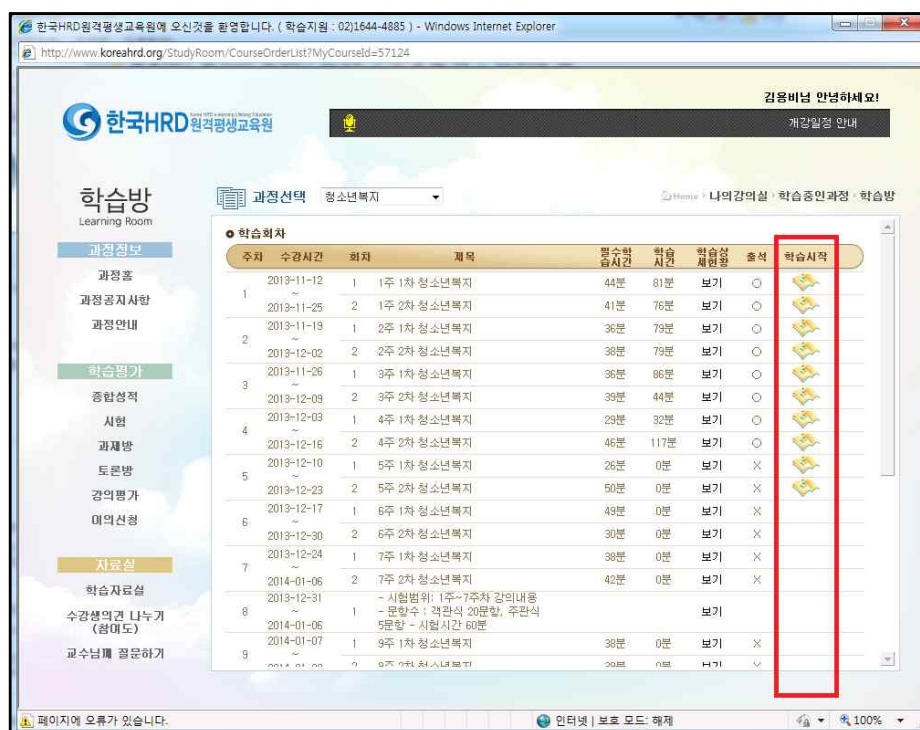 한국HRD원격평생교육원에 오신것을 환영합니다. ( 학습지원 : 02)1644-4885 ) - Windows Internet Explorer
http://www.koreahrd.org/StudyRoom/CourseOrderList?MyCourseId=57124
김용비님 안녕하세요!
한국HRD원격평생교육원
개강일정 안내
학습방
Learning Room
과정선택 청소년복지
Home 나의강의실 학습중인과정 학습방
과정정보
과정홈
과정공지사항
과정안내
학습평가
종합성적
시험
과제방
토론방
강의평가
이의신청
자료실
학습자료실
수강생의견 나누기
(참여도)
교수님께 질문하기
학습회차
주차 수강시간 회차 제목 필수학습시간 학습시간 학습상세현황 출석 학습시작
1 2013-11-12 ~ 2013-11-25
1 1주 1차 청소년복지 44분 81분 보기 ○
2 1주 2차 청소년복지 41분 76분 보기 ○
2 2013-11-19 ~ 2013-12-02
1 2주 1차 청소년복지 36분 79분 보기 ○
2 2주 2차 청소년복지 38분 79분 보기 ○
3 2013-11-26 ~ 2013-12-09
1 3주 1차 청소년복지 36분 86분 보기 ○
2 3주 2차 청소년복지 39분 44분 보기 ○
4 2013-12-03 ~ 2013-12-16
1 4주 1차 청소년복지 29분 32분 보기 ○
2 4주 2차 청소년복지 46분 117분 보기 ○
5 2013-12-10 ~ 2013-12-23
1 5주 1차 청소년복지 26분 0분 보기 X
2 5주 2차 청소년복지 50분 0분 보기 X
6 2013-12-17 ~ 2013-12-30
1 6주 1차 청소년복지 49분 0분 보기 X
2 6주 2차 청소년복지 30분 0분 보기 X
7 2013-12-24 ~ 2014-01-06
1 7주 1차 청소년복지 38분 0분 보기 X
2 7주 2차 청소년복지 42분 0분 보기 X
8 2013-12-31 ~ 2014-01-06
- 시험범위: 1주~7주차 강의내용
- 문항수 : 객관식 20문항, 주관식
5문항 - 시험시간 60분
보기
9 2014-01-07
1 9주 1차 청소년복지 38분 0분 보기 X
2 9주 2차 청소년복지 0분 보기 X
페이지에 오류가 있습니다.
인터넷 | 보호 모드: 해제
100%